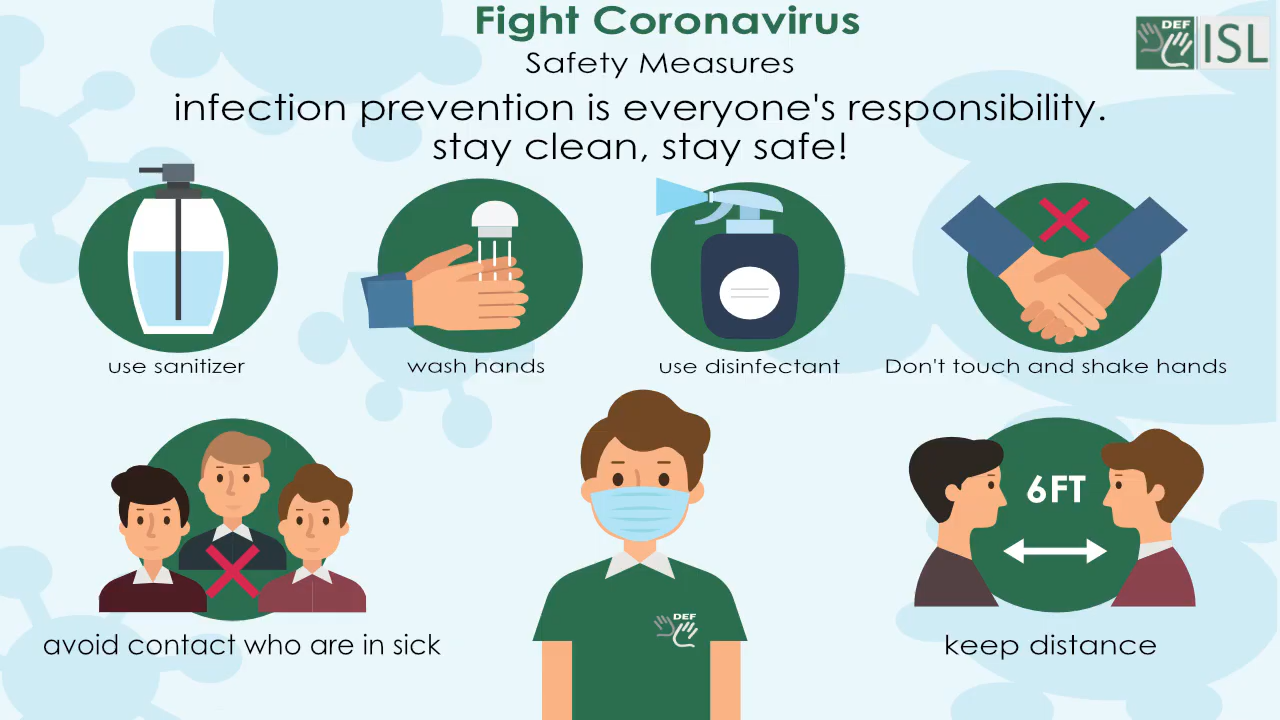 Fight Coronavirus
DEF
ISL
Safety Measures
infection prevention is everyone's responsibility.
stay clean, stay safe!
use sanitizer
wash hands
use disinfectant
Don't touch and shake hands
6FT
DEF
avoid contact who are in sick
keep distance